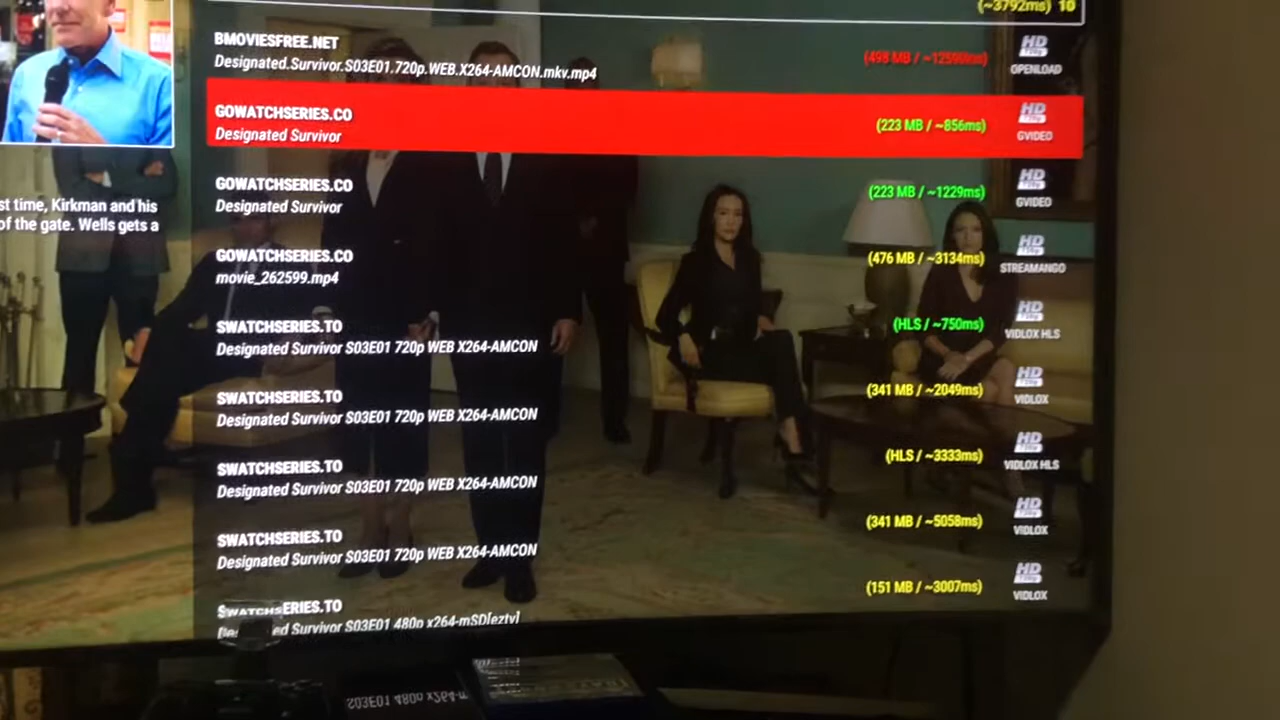 (~3792ms) 10
BMOVIESFREE.NET
Designated.Survivor.S03E01.720p.WEB.X264-AMCON.mkv.mp4
HD
OPENLOAD
GOWATCHSERIES.CO
Designated Survivor
(223 MB / ~856ms)
HD
GVIDEO
st time, Kirkman and his
of the gate. Wells gets a
GOWATCHSERIES.CO
Designated Survivor
(223 MB / ~1229ms)
HD
GVIDEO
GOWATCHSERIES.CO
movie_262599.mp4
(476 MB / ~3134ms)
HD
STREAMANGO
SWATCHSERIES.TO
Designated Survivor S03E01 720p WEB X264-AMCON
(HLS / ~750ms)
HD
VIDLOX HLS
SWATCHSERIES.TO
Designated Survivor S03E01 720p WEB X264-AMCON
(341 MB / ~2049ms)
HD
VIDLOX
SWATCHSERIES.TO
Designated Survivor S03E01 720p WEB X264-AMCON
(HLS / ~3333ms)
HD
VIDLOX HLS
SWATCHSERIES.TO
Designated Survivor S03E01 720p WEB X264-AMCON
(341 MB / ~5058ms)
HD
VIDLOX
SWATCHSERIES.TO
ed Survivor S03E01 480p x264-mSD[eztv]
(151 MB / ~3007ms)
HD
VIDLOX